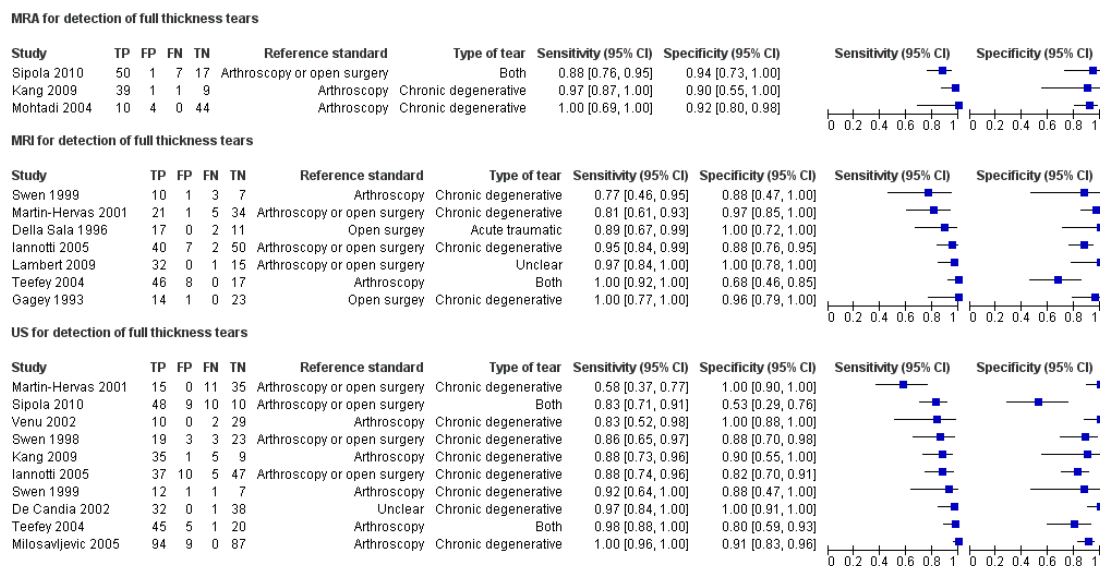 MRA for detection of full thickness tears
Study TP FP FN TN Reference standard Type of tear Sensitivity (95% CI) Specificity (95% CI) Sensitivity (95% CI) Specificity (95% CI)
Sipola 2010 50 1 7 17 Arthroscopy or open surgery Both 0.88 [0.76, 0.95] 0.94 [0.73, 1.00]
Kang 2009 39 1 1 9 Arthroscopy Chronic degenerative 0.97 [0.87, 1.00] 0.90 [0.55, 1.00]
Mohtadi 2004 10 4 0 44 Arthroscopy Chronic degenerative 1.00 [0.69, 1.00] 0.92 [0.80, 0.98]
0 0.2 0.4 0.6 0.8 1 0 0.2 0.4 0.6 0.8 1
MRI for detection of full thickness tears
Study TP FP FN TN Reference standard Type of tear Sensitivity (95% CI) Specificity (95% CI) Sensitivity (95% CI) Specificity (95% CI)
Swen 1999 10 1 3 7 Arthroscopy Chronic degenerative 0.77 [0.46, 0.95] 0.88 [0.47, 1.00]
Martin-Hervas 2001 21 1 5 34 Arthroscopy or open surgery Chronic degenerative 0.81 [0.61, 0.93] 0.97 [0.85, 1.00]
Della Sala 1996 17 0 2 11 Open surgery Acute traumatic 0.89 [0.67, 0.99] 1.00 [0.72, 1.00]
Iannotti 2005 40 7 2 50 Arthroscopy or open surgery Chronic degenerative 0.95 [0.84, 0.99] 0.88 [0.76, 0.95]
Lambert 2009 32 0 1 15 Arthroscopy or open surgery Unclear 0.97 [0.84, 1.00] 1.00 [0.78, 1.00]
Teefey 2004 46 8 0 17 Arthroscopy Both 1.00 [0.92, 1.00] 0.68 [0.46, 0.85]
Gagey 1993 14 1 0 23 Open surgey Chronic degenerative 1.00 [0.77, 1.00] 0.96 [0.79, 1.00]
0 0.2 0.4 0.6 0.8 1 0 0.2 0.4 0.6 0.8 1
US for detection of full thickness tears
Study TP FP FN TN Reference standard Type of tear Sensitivity (95% CI) Specificity (95% CI) Sensitivity (95% CI) Specificity (95% CI)
Martin-Hervas 2001 15 0 11 35 Arthroscopy or open surgery Chronic degenerative 0.58 [0.37, 0.77] 1.00 [0.90, 1.00]
Sipola 2010 48 9 10 10 Arthroscopy or open surgery Both 0.83 [0.71, 0.91] 0.53 [0.29, 0.76]
Venu 2002 10 0 2 29 Arthroscopy Chronic degenerative 0.83 [0.52, 0.98] 1.00 [0.88, 1.00]
Swen 1998 19 3 3 23 Arthroscopy or open surgery Chronic degenerative 0.86 [0.65, 0.97] 0.88 [0.70, 0.98]
Kang 2009 35 1 5 9 Arthroscopy Chronic degenerative 0.88 [0.73, 0.96] 0.90 [0.55, 1.00]
Iannotti 2005 37 10 5 47 Arthroscopy or open surgery Chronic degenerative 0.88 [0.74, 0.96] 0.82 [0.70, 0.91]
Swen 1999 12 1 1 7 Arthroscopy Chronic degenerative 0.92 [0.64, 1.00] 0.88 [0.47, 1.00]
De Candia 2002 32 0 1 38 Unclear Chronic degenerative 0.97 [0.84, 1.00] 1.00 [0.91, 1.00]
Teefey 2004 45 5 1 20 Arthroscopy Both 0.98 [0.88, 1.00] 0.80 [0.59, 0.93]
Milosavljevic 2005 94 9 0 87 Arthroscopy Chronic degenerative 1.00 [0.96, 1.00] 0.91 [0.83, 0.96]
0 0.2 0.4 0.6 0.8 1 0 0.2 0.4 0.6 0.8 1